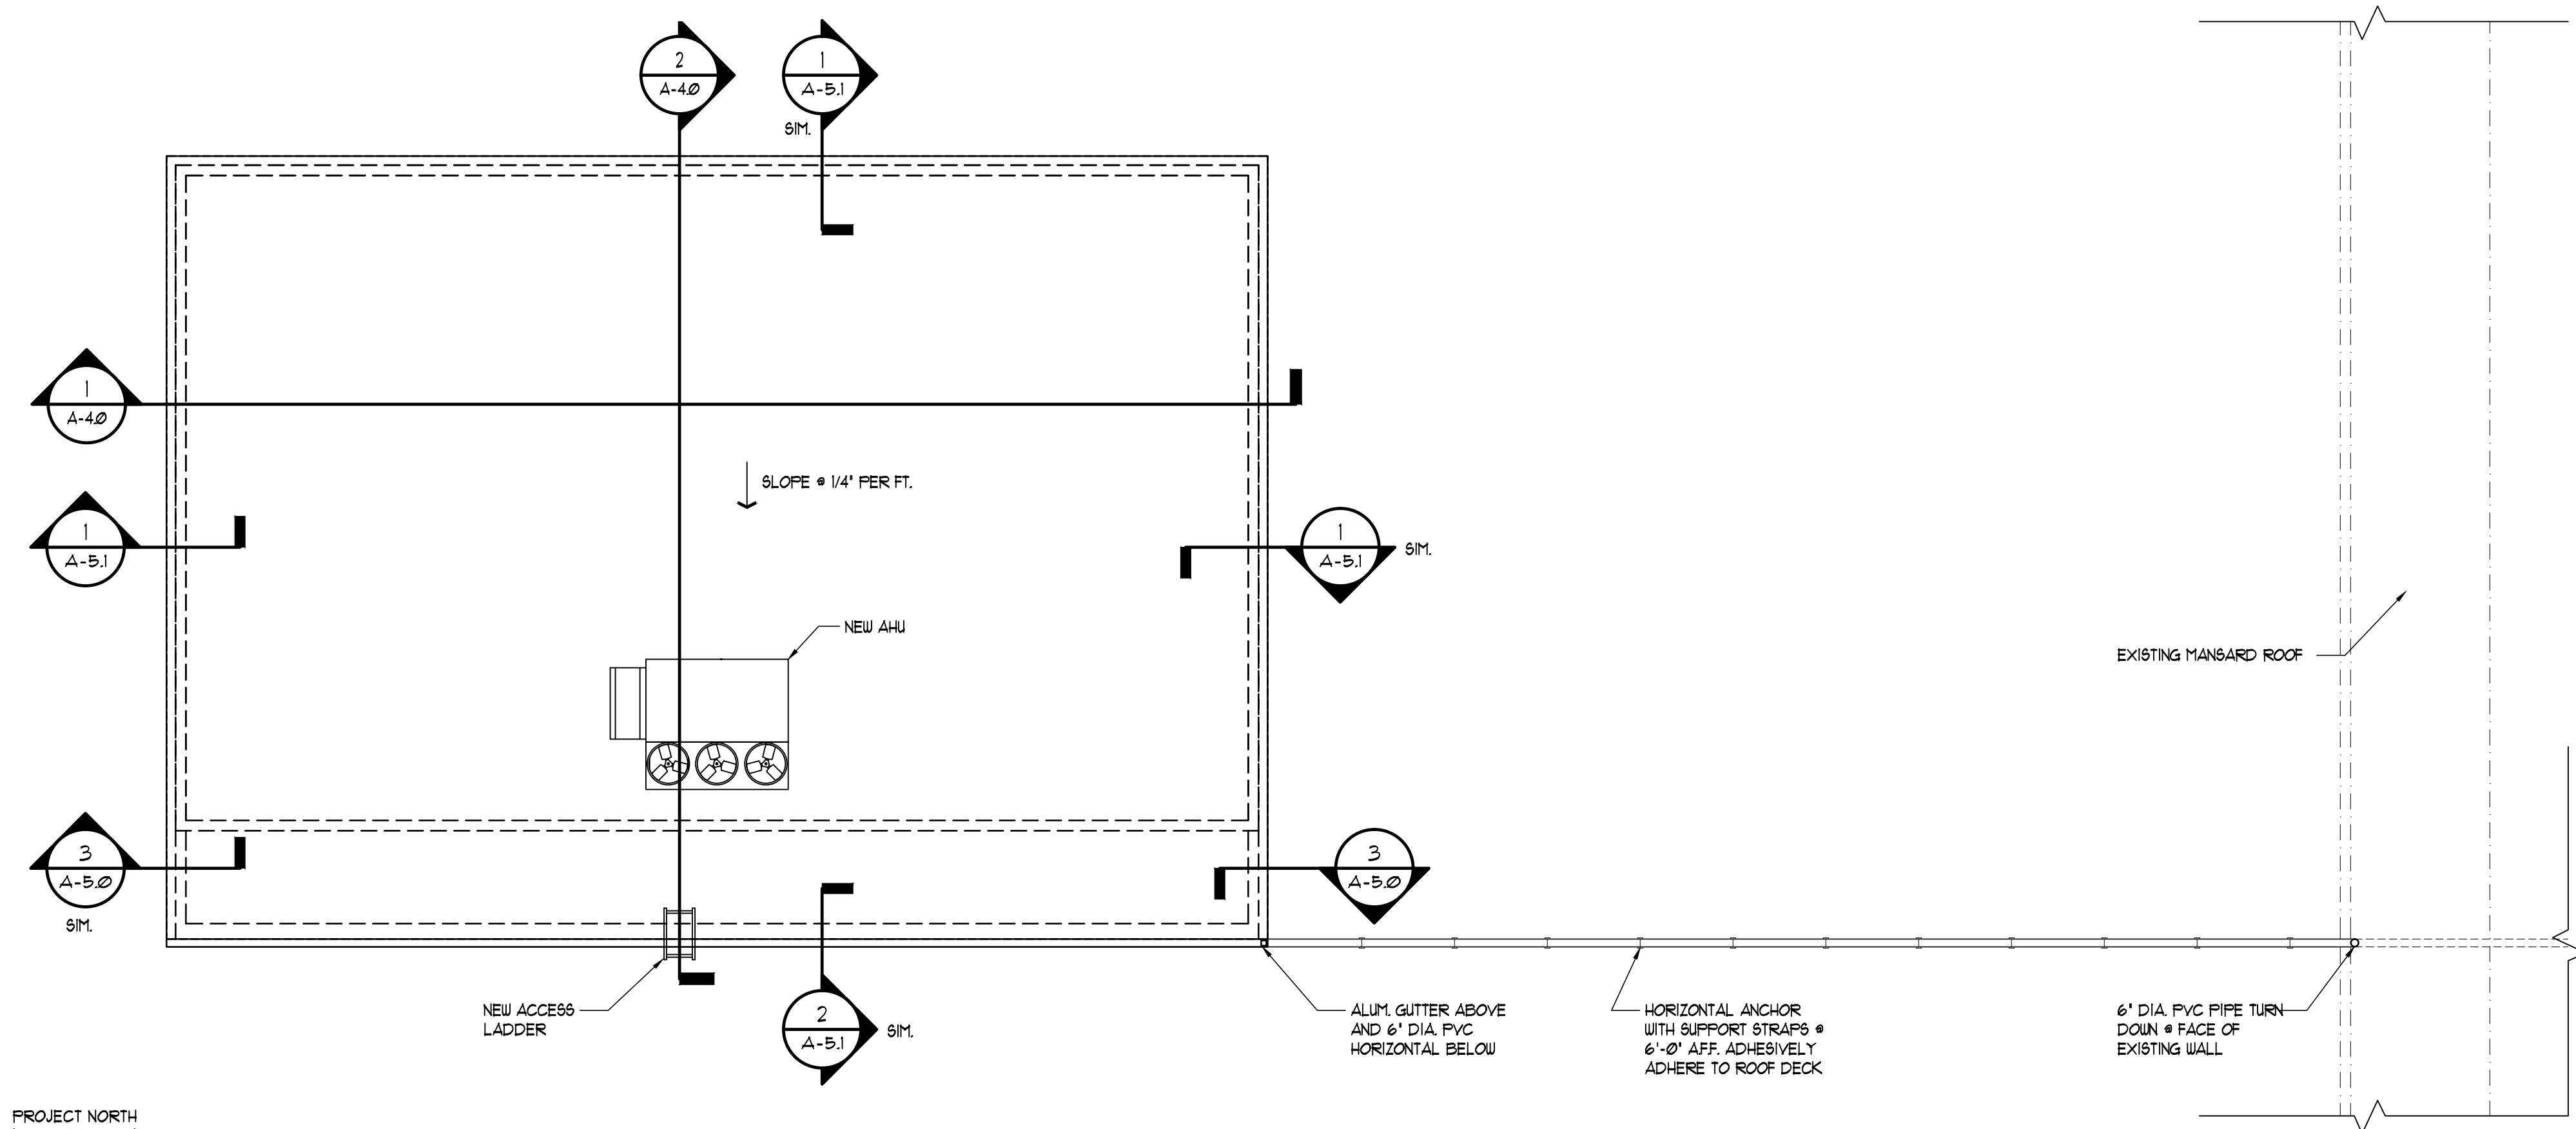 2
A-4.0
1
A-5.1
SIM.
1
A-4.0
SLOPE @ 1/4" PER FT.
1
A-5.1
1
A-5.1
SIM.
NEW AHU
EXISTING MANSARD ROOF
3
A-5.0
SIM.
3
A-5.0
NEW ACCESS
LADDER
2
A-5.1
SIM.
ALUM. GUTTER ABOVE
AND 6" DIA. PVC
HORIZONTAL BELOW
HORIZONTAL ANCHOR
WITH SUPPORT STRAPS @
6'-0" A.F.F. ADHESIVELY
ADHERE TO ROOF DECK
6" DIA. PVC PIPE TURN
DOWN @ FACE OF
EXISTING WALL
PROJECT NORTH